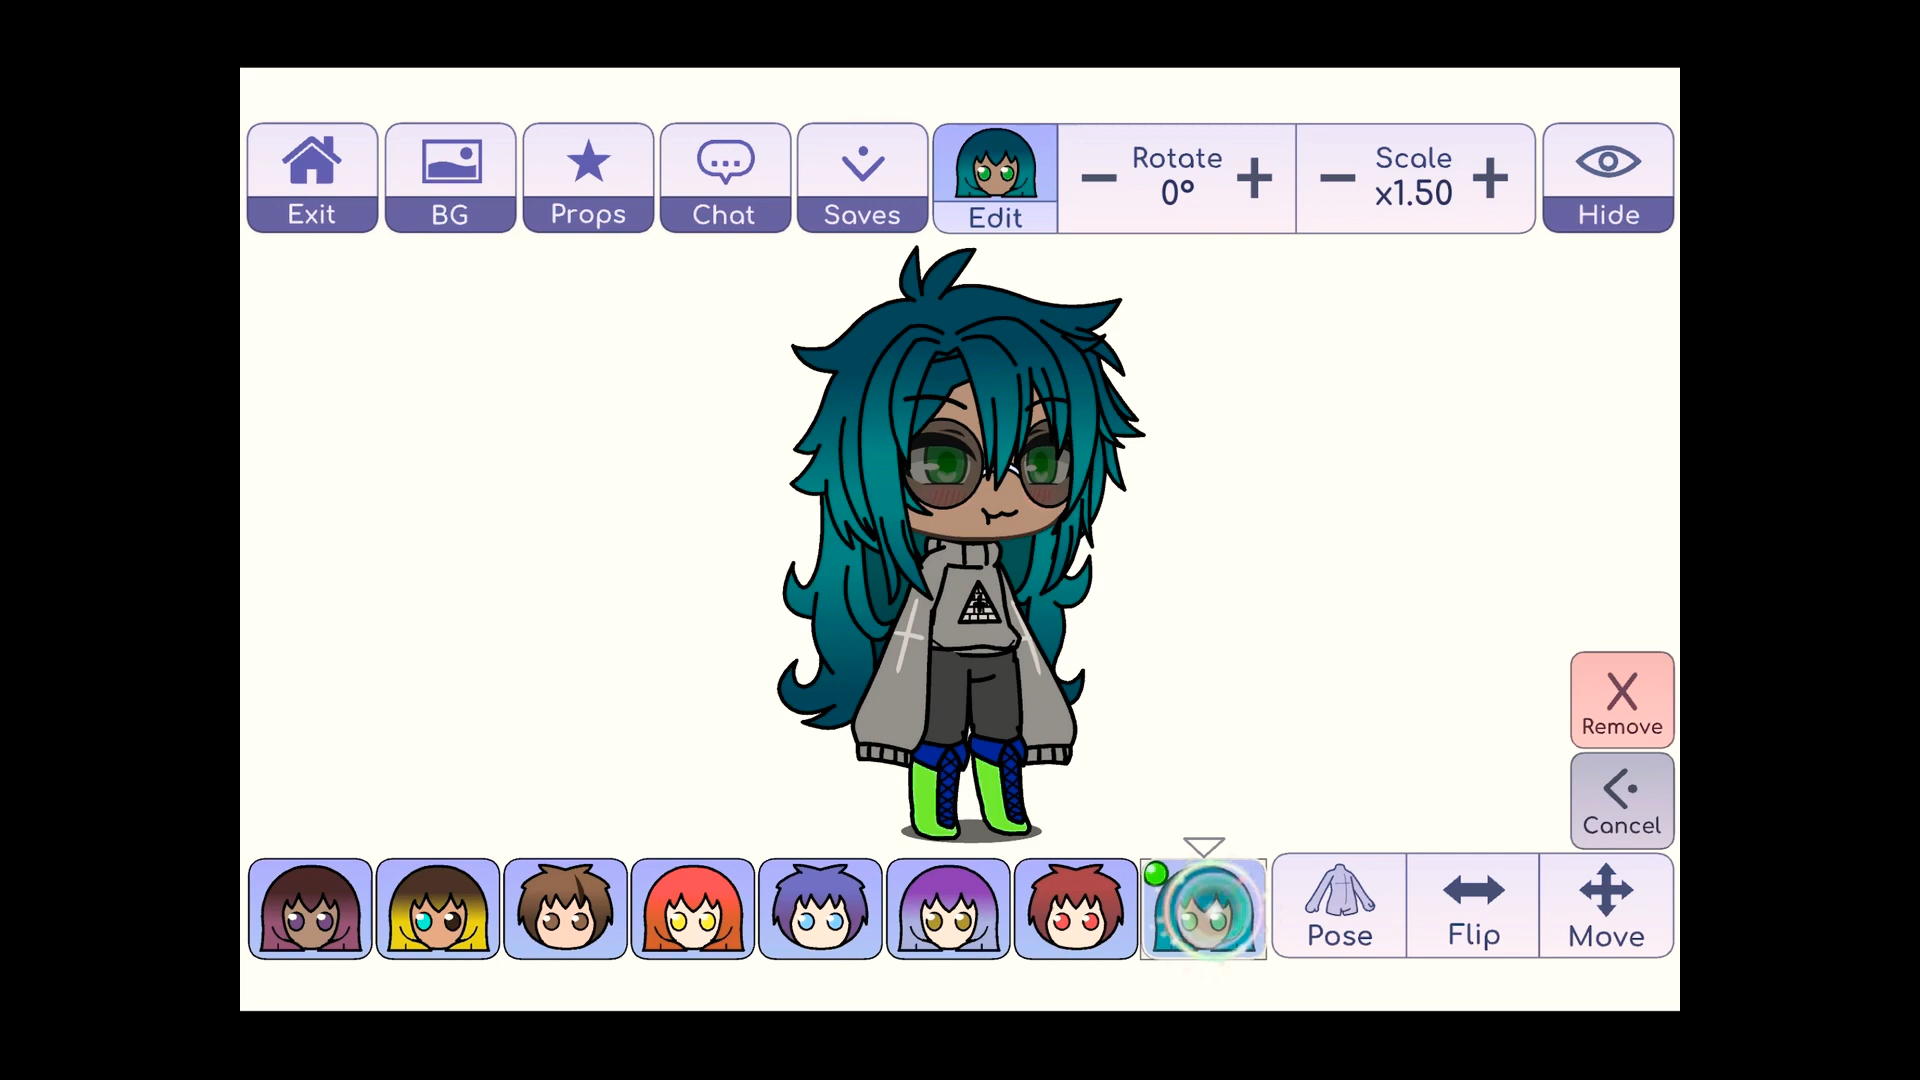 Exit
BG
Props
Chat
Saves
Edit
Rotate
0°
Scale
x1.50
Hide
Remove
Cancel
Pose
Flip
Move